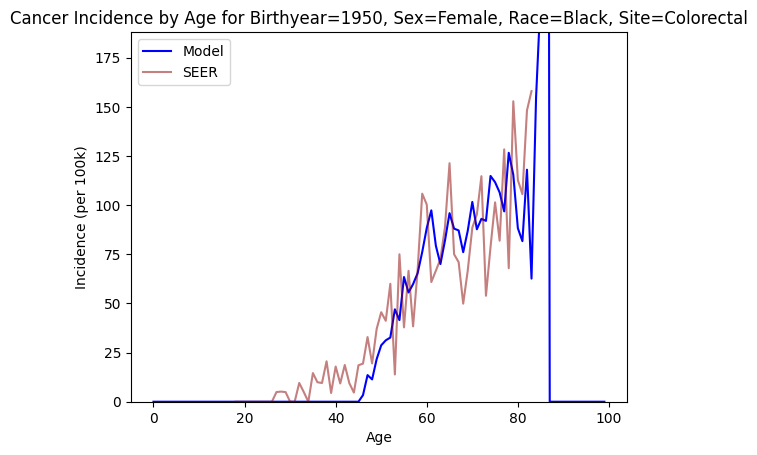 Cancer Incidence by Age for Birthyear=1950, Sex=Female, Race=Black, Site=Colorectal
Model
SEER
175
150
125
100
75
50
25
0
Incidence (per 100k)
0 20 40 60 80 100
Age